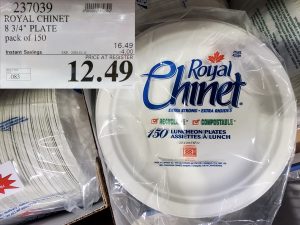 237039
ROYAL CHINET
8 3/4" PLATE
pack of 150
16.49
Instant Savings
-4.00
PRICE AT REGISTER
.083
12.49
Royal
Chinet
EXTRA STRONG • EXTRA SOLIDES
RECYCLABLE COMPOSTABLE
150 LUNCHEON PLATES
ASSIETTES À LUNCH